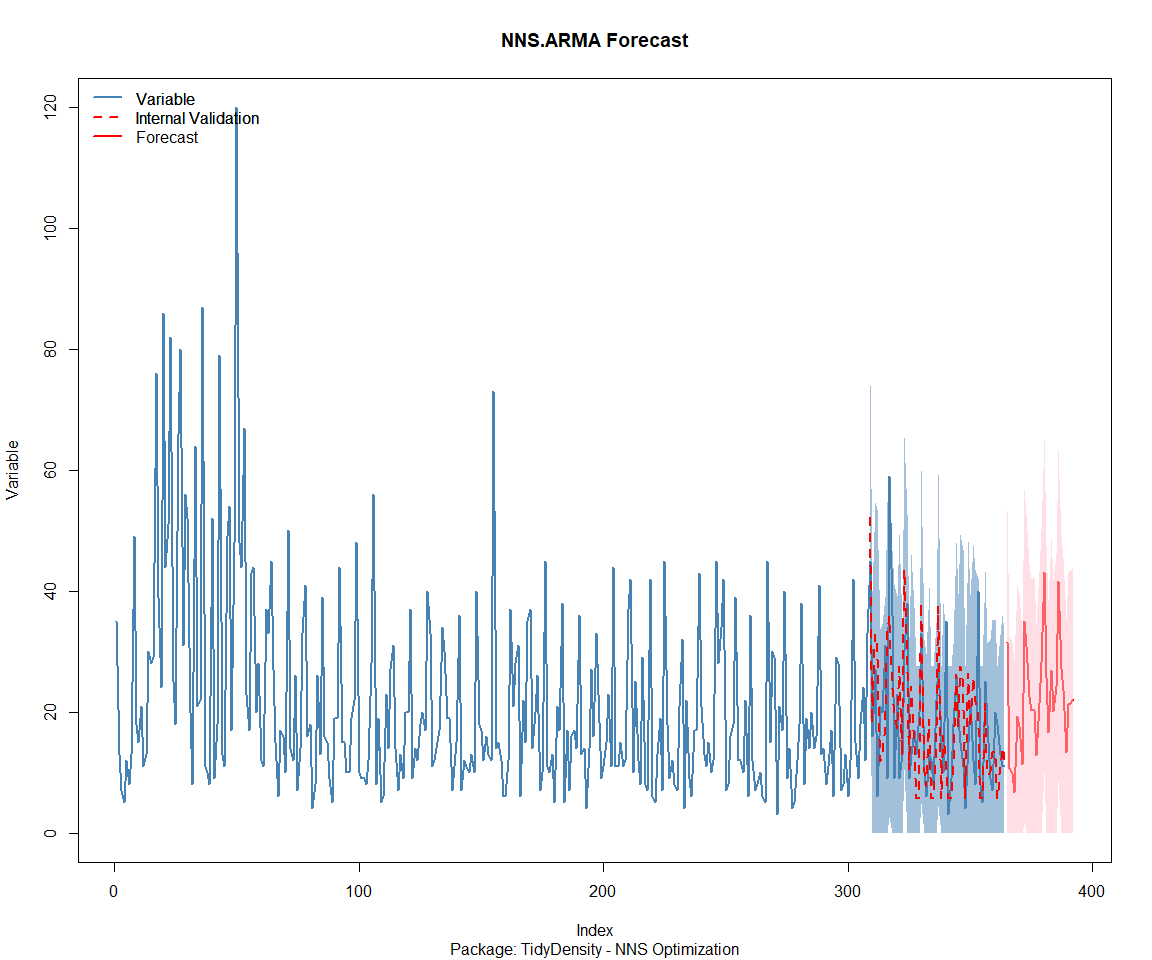 NNS.ARMA Forecast
Variable
Internal Validation
Forecast
120
100
80
60
40
20
0
Variable
0 100 200 300 400
Index
Package: TidyDensity - NNS Optimization